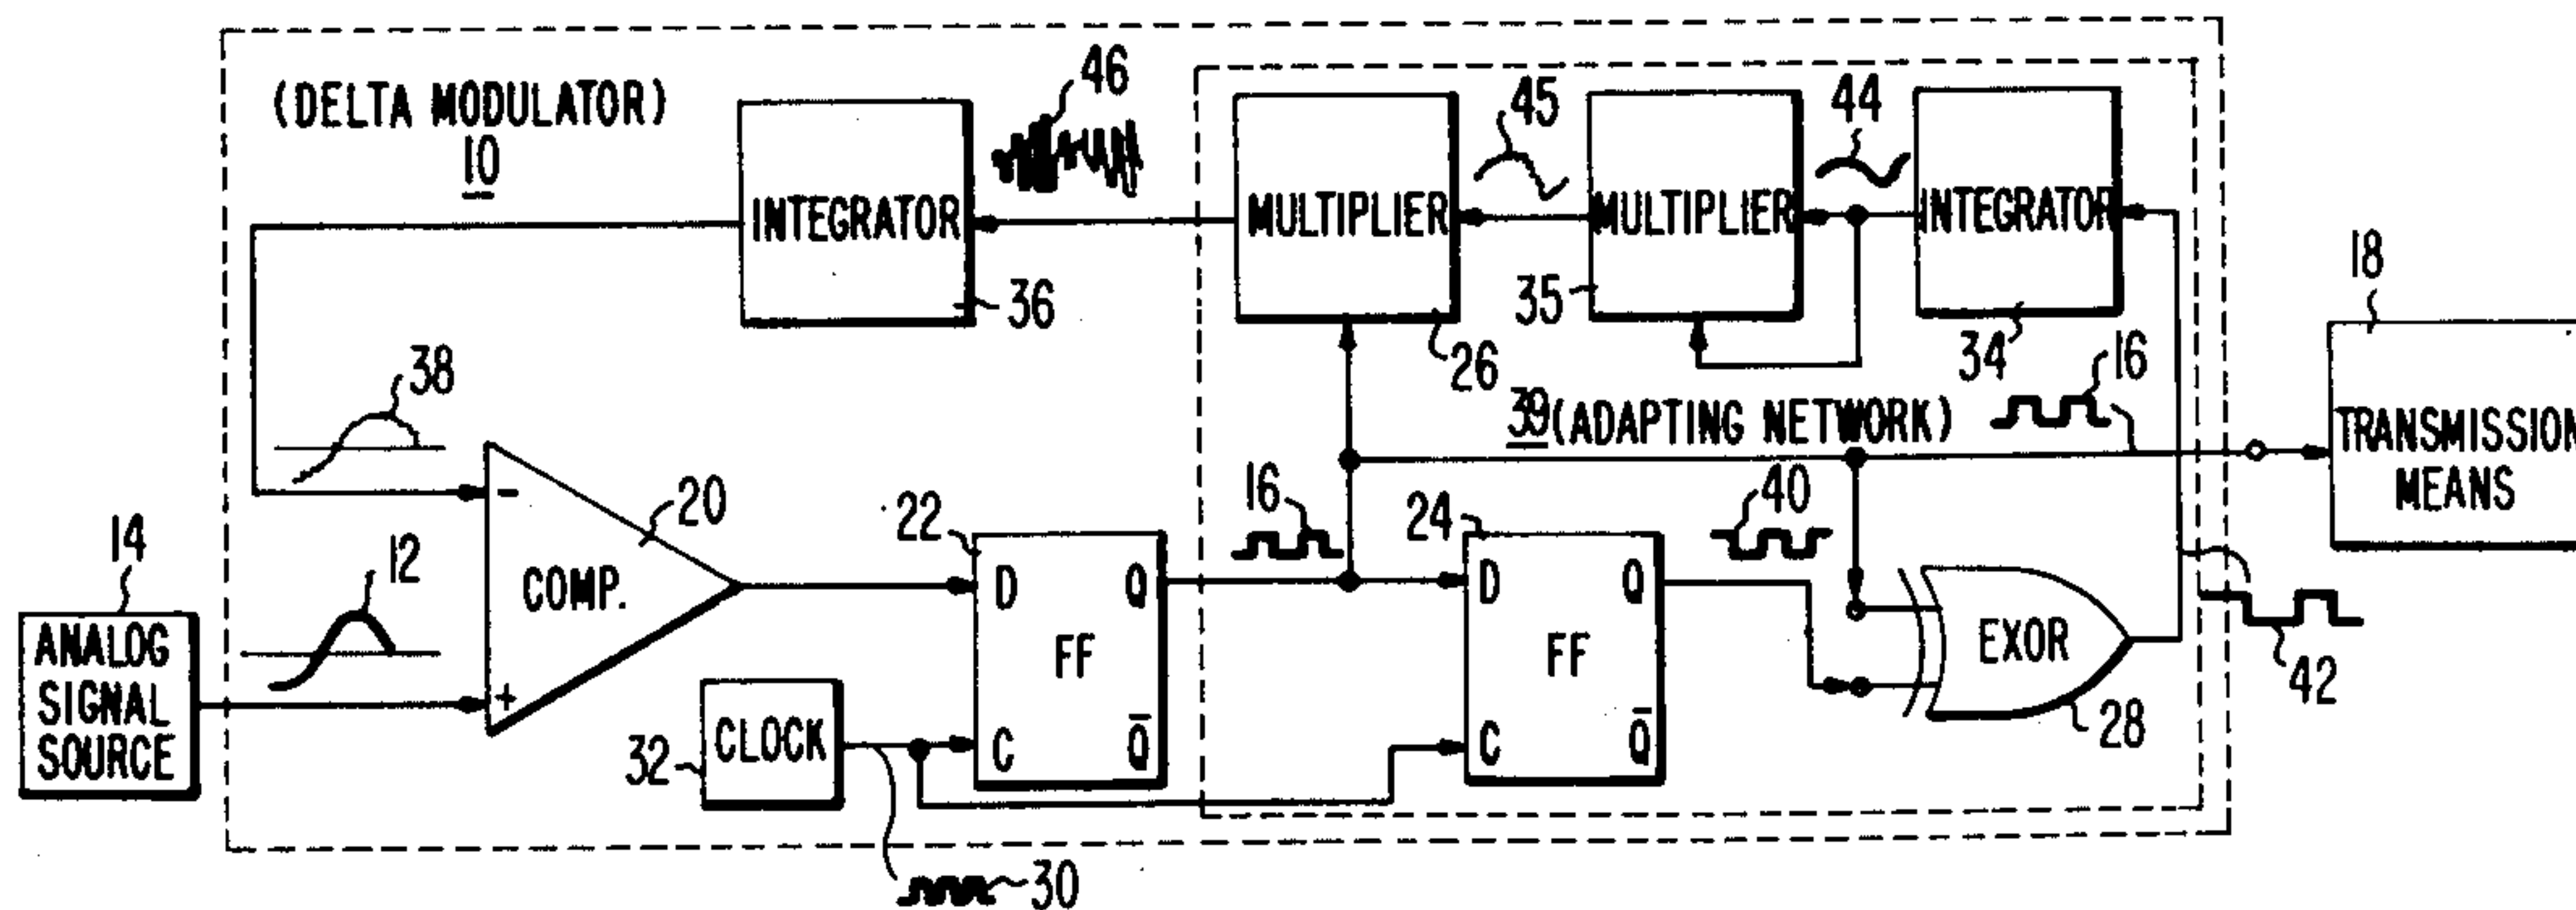 (DELTA MODULATOR)
10
46
45
44
INTEGRATOR
MULTIPLIER
MULTIPLIER
INTEGRATOR
36
26
35
34
18
16
38
39 (ADAPTING NETWORK)
TRANSMISSION
MEANS
14
12
20
22
16
24
40
ANALOG
SIGNAL
SOURCE
-
COMP.
+
D Q
FF
C Q̅
D Q
FF
C Q̅
EXOR
28
42
32
CLOCK
30